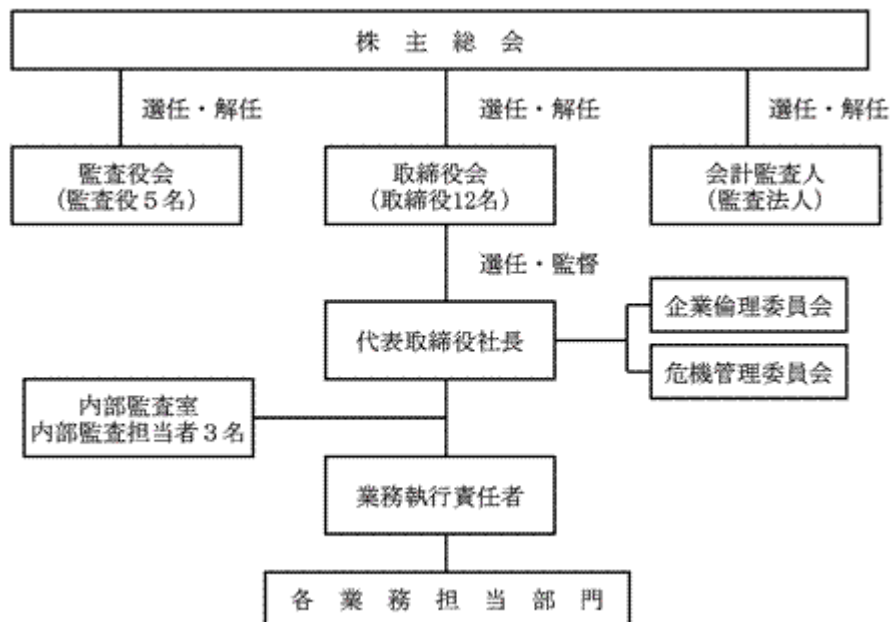 株主総会
選任・解任
選任・解任
選任・解任
監査役会
(監査役5名)
取締役会
(取締役12名)
会計監査人
(監査法人)
選任・監督
代表取締役社長
企業倫理委員会
危機管理委員会
内部監査室
内部監査担当者3名
業務執行責任者
各業務担当部門